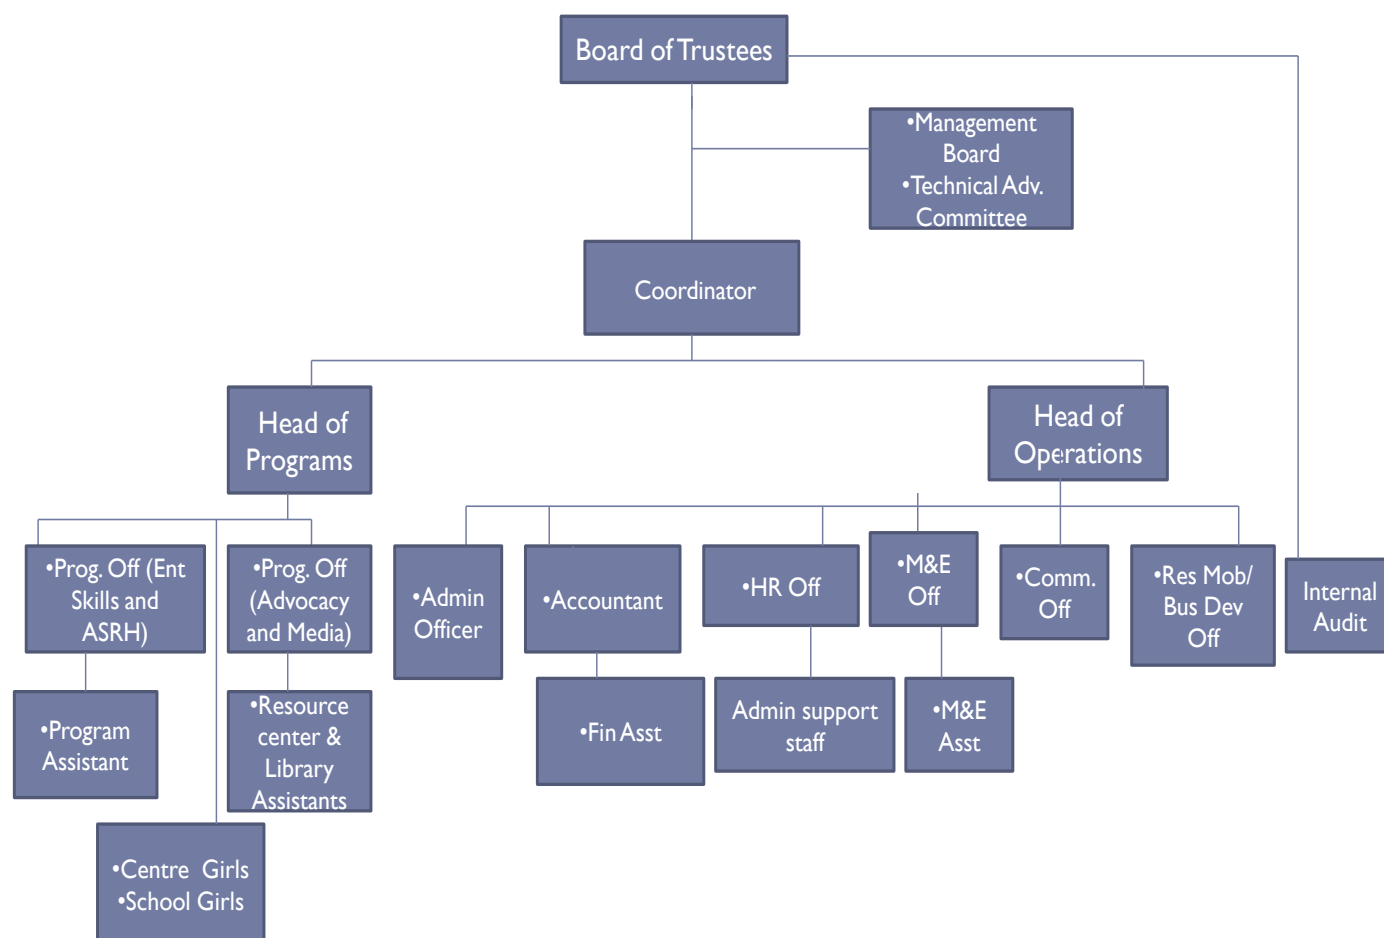 Board of Trustees
•Management
Board
•Technical Adv.
Committee
Coordinator
Head of
Programs
Head of
Operations
•Prog. Off (Ent
Skills and
ASRH)
•Prog. Off
(Advocacy
and Media)
•Admin
Officer
•Accountant
•HR Off
•M&E
Off
•Comm.
Off
•Res Mob/
Bus Dev
Off
Internal
Audit
•Program
Assistant
•Resource
center &
Library
Assistants
•Fin Asst
Admin support
staff
•M&E
Asst
•Centre  Girls
•School Girls